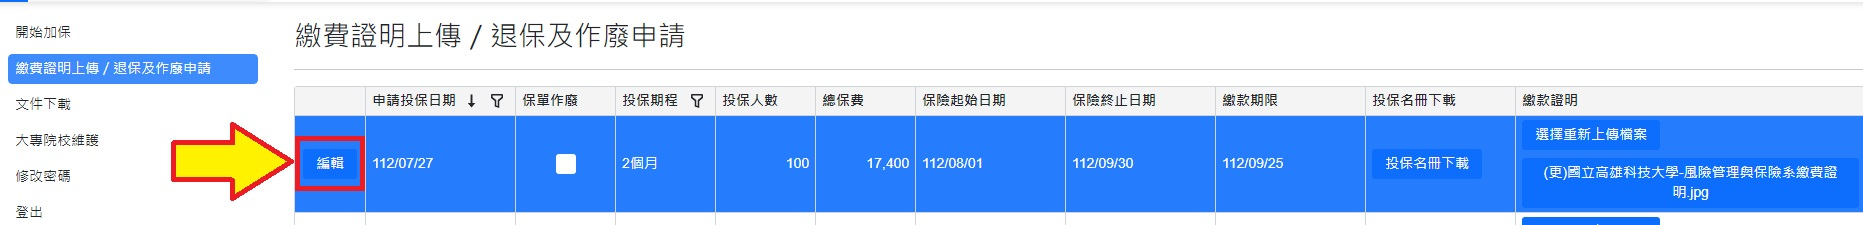 開始加保
繳費證明上傳 / 退保及作廢申請
文件下載
大專院校維護
修改密碼
登出
繳費證明上傳 / 退保及作廢申請
申請投保日期 ↓ 保單作廢 投保期程 投保人數 總保費 保險起始日期 保險終止日期 繳款期限 投保名冊下載 繳款證明
編輯 112/07/27 2個月 100 17,400 112/08/01 112/09/30 112/09/25 投保名冊下載
選擇重新上傳檔案
(更)國立高雄科技大學-風險管理與保險系繳費證
明.jpg